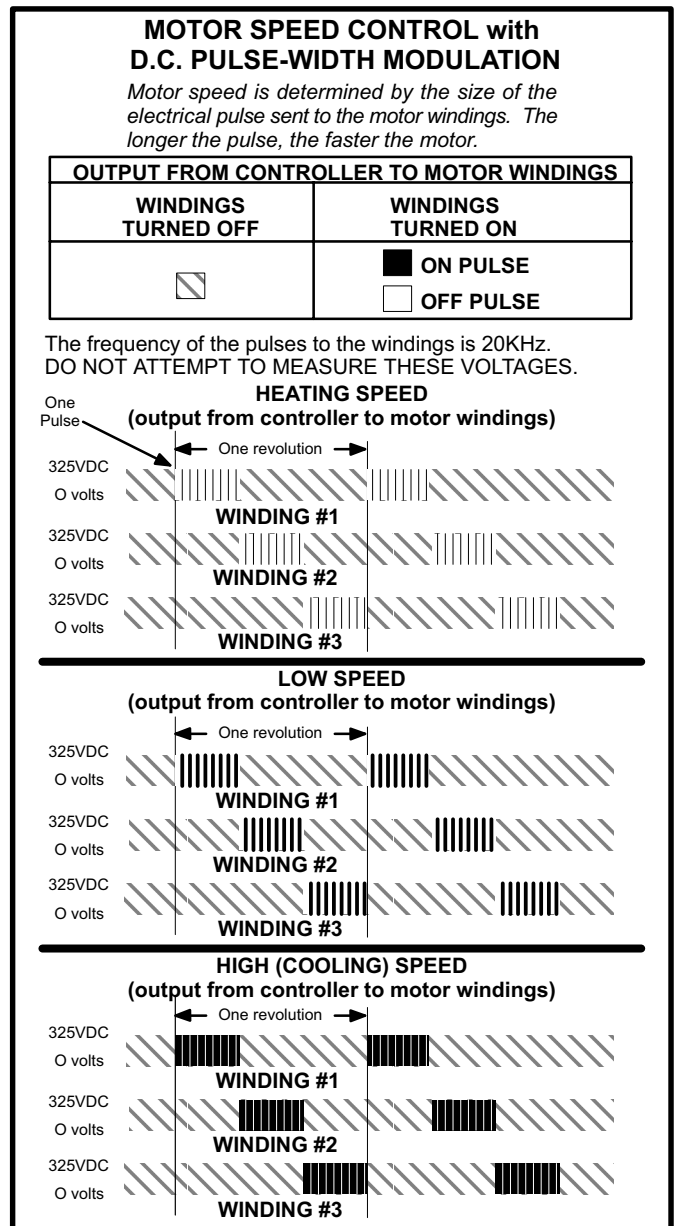 MOTOR SPEED CONTROL with
D.C. PULSE-WIDTH MODULATION
Motor speed is determined by the size of the
electrical pulse sent to the motor windings. The
longer the pulse, the faster the motor.
OUTPUT FROM CONTROLLER TO MOTOR WINDINGS
WINDINGS
TURNED OFF
WINDINGS
TURNED ON
ON PULSE
OFF PULSE
The frequency of the pulses to the windings is 20KHz.
DO NOT ATTEMPT TO MEASURE THESE VOLTAGES.
HEATING SPEED
(output from controller to motor windings)
One
Pulse
One revolution
325VDC
O volts
WINDING #1
325VDC
O volts
WINDING #2
325VDC
O volts
WINDING #3
LOW SPEED
(output from controller to motor windings)
One revolution
325VDC
O volts
WINDING #1
325VDC
O volts
WINDING #2
325VDC
O volts
WINDING #3
HIGH (COOLING) SPEED
(output from controller to motor windings)
One revolution
325VDC
O volts
WINDING #1
325VDC
O volts
WINDING #2
325VDC
O volts
WINDING #3